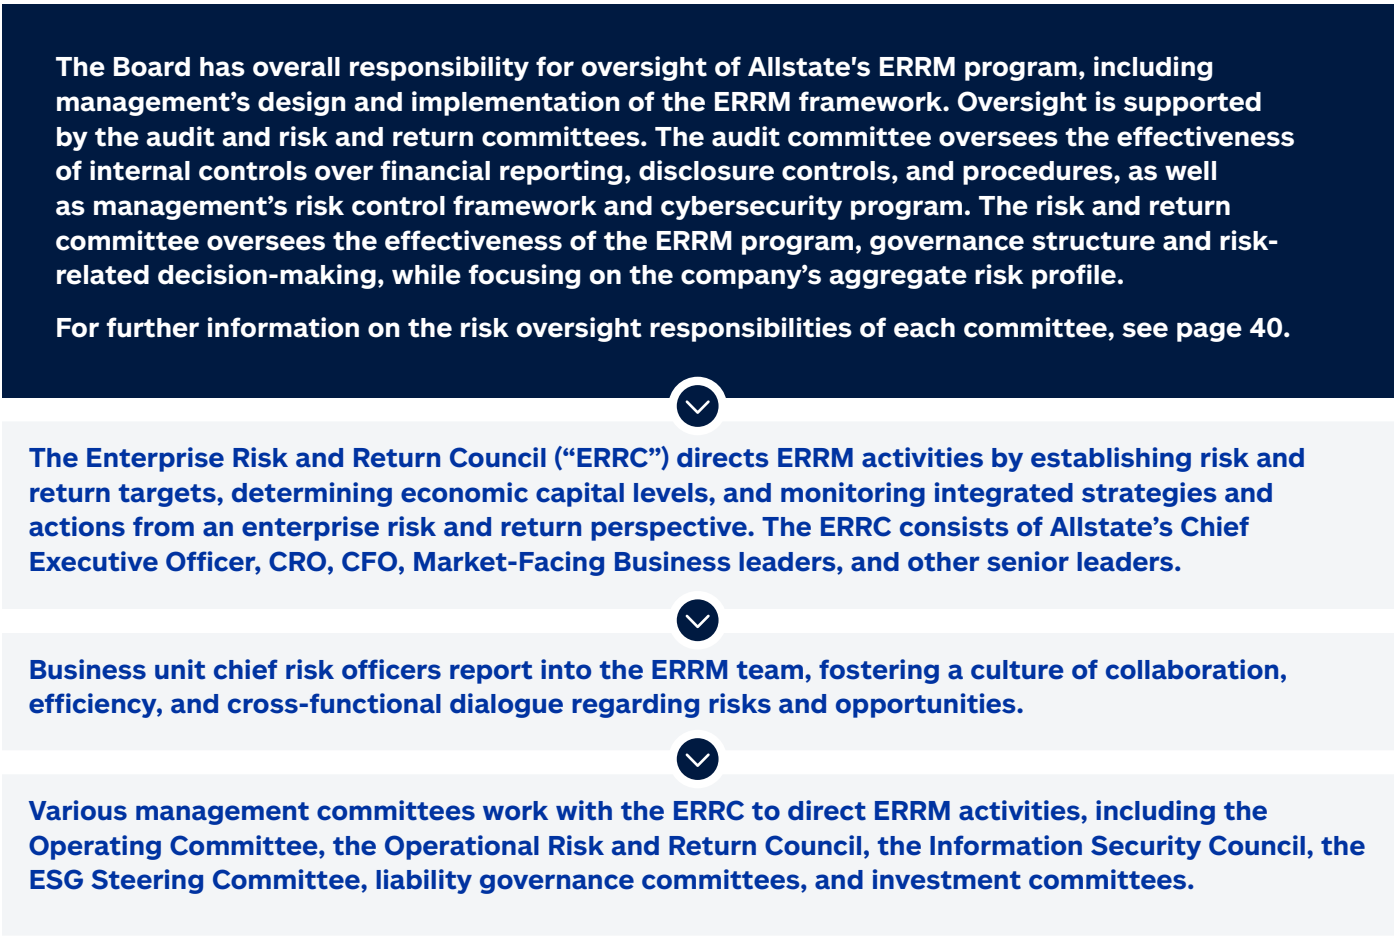 The Board has overall responsibility for oversight of Allstate's ERRM program, including
management’s design and implementation of the ERRM framework. Oversight is supported
by the audit and risk and return committees. The audit committee oversees the effectiveness
of internal controls over financial reporting, disclosure controls, and procedures, as well
as management’s risk control framework and cybersecurity program. The risk and return
committee oversees the effectiveness of the ERRM program, governance structure and risk-
related decision-making, while focusing on the company’s aggregate risk profile.
For further information on the risk oversight responsibilities of each committee, see page 40.
The Enterprise Risk and Return Council (“ERRC”) directs ERRM activities by establishing risk and
return targets, determining economic capital levels, and monitoring integrated strategies and
actions from an enterprise risk and return perspective. The ERRC consists of Allstate’s Chief
Executive Officer, CRO, CFO, Market-Facing Business leaders, and other senior leaders.
Business unit chief risk officers report into the ERRM team, fostering a culture of collaboration,
efficiency, and cross-functional dialogue regarding risks and opportunities.
Various management committees work with the ERRC to direct ERRM activities, including the
Operating Committee, the Operational Risk and Return Council, the Information Security Council, the
ESG Steering Committee, liability governance committees, and investment committees.